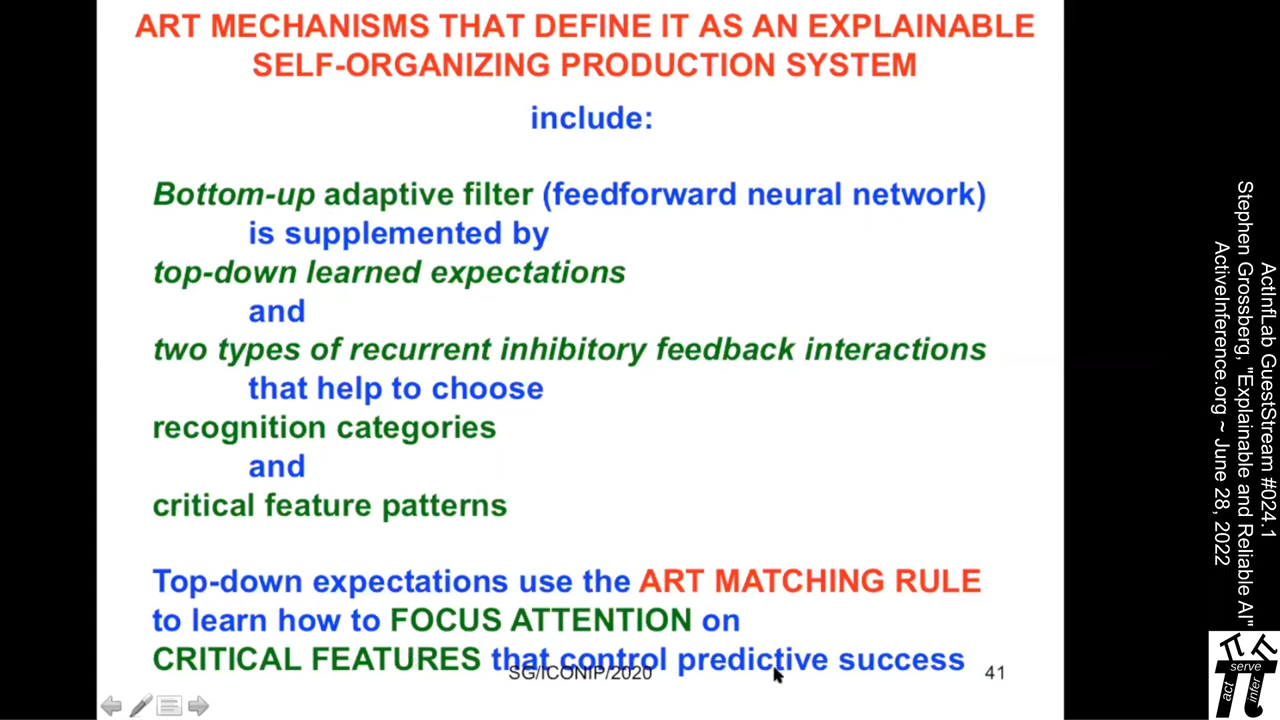 ART MECHANISMS THAT DEFINE IT AS AN EXPLAINABLE
SELF-ORGANIZING PRODUCTION SYSTEM
include:
Bottom-up adaptive filter (feedforward neural network)
is supplemented by
top-down learned expectations
and
two types of recurrent inhibitory feedback interactions
that help to choose
recognition categories
and
critical feature patterns
Top-down expectations use the ART MATCHING RULE
to learn how to FOCUS ATTENTION on
CRITICAL FEATURES that control predictive success
SG/ICONIP/2020
41
ActInfLab GuestStream #024.1
Stephen Grossberg, "Explainable and Reliable AI"
ActiveInference.org ~ June 28, 2022
serve
act
infer